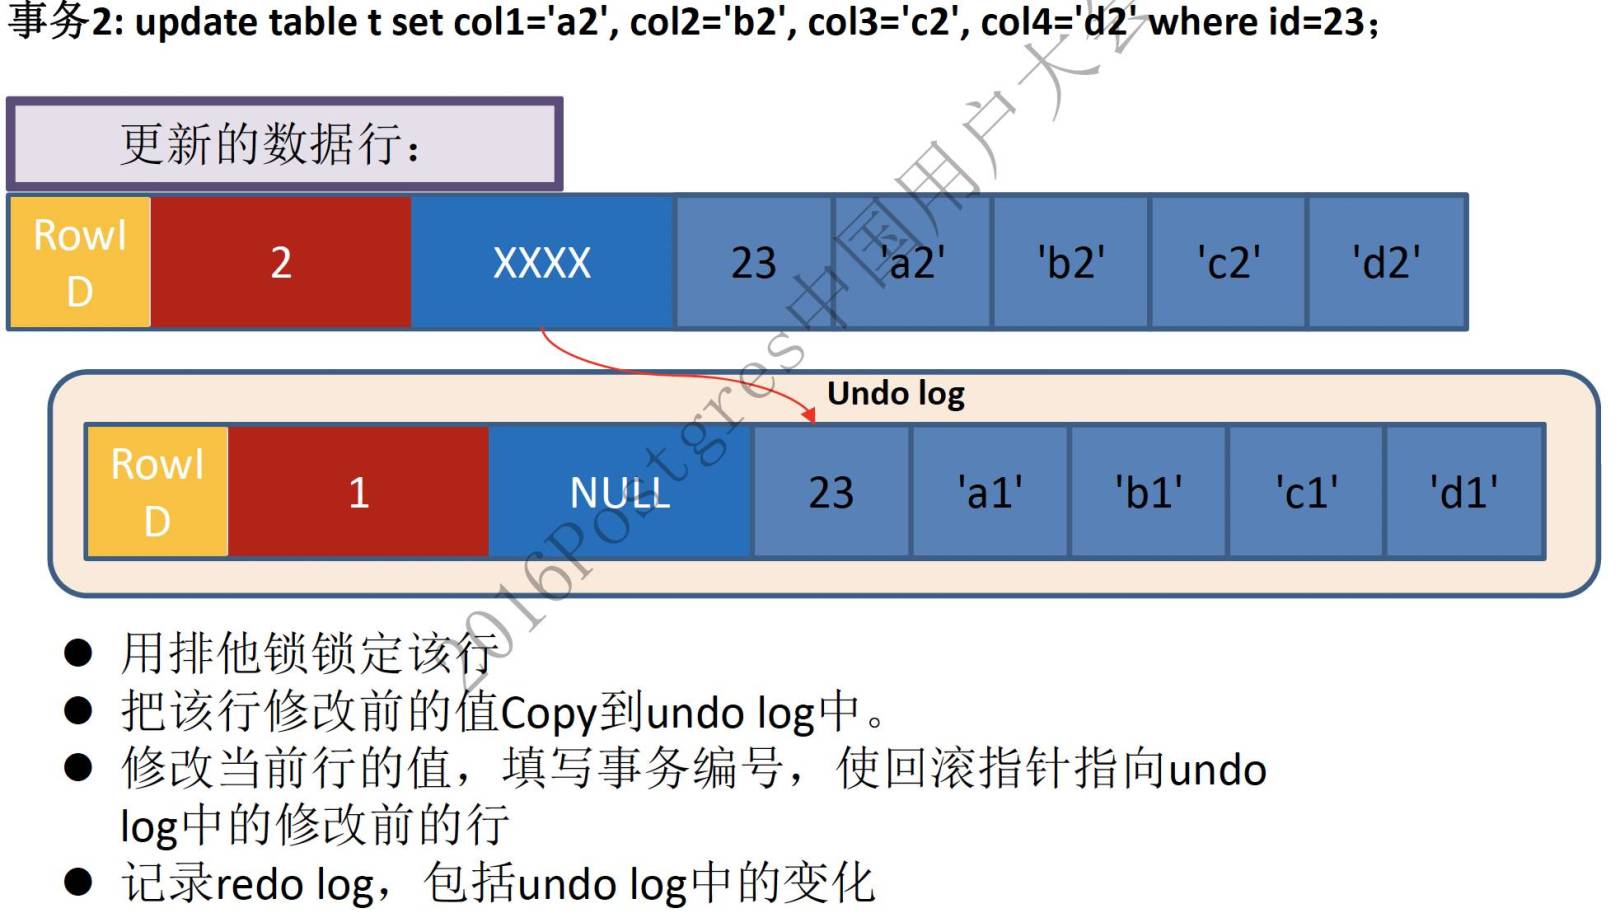 事务2: update table t set col1='a2', col2='b2', col3='c2', col4='d2' where id=23;
更新的数据行：
RowI
D
2
XXXX
23
'a2'
'b2'
'c2'
'd2'
Undo log
RowI
D
1
NULL
23
'a1'
'b1'
'c1'
'd1'
● 用排他锁锁定该行
● 把该行修改前的值Copy到undo log中。
● 修改当前行的值，填写事务编号，使回滚指针指向undo
log中的修改前的行
● 记录redo log，包括undo log中的变化
2016Postgres中国用户大会